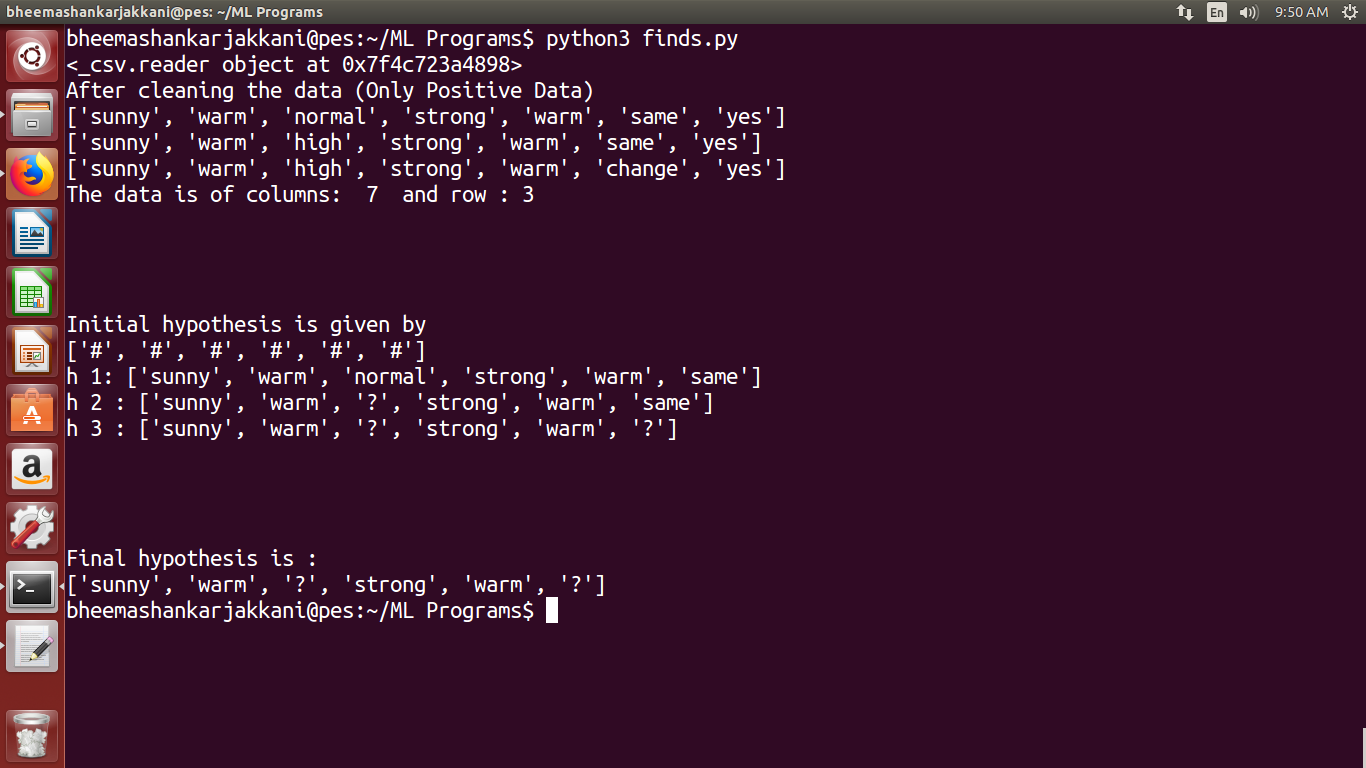 bheemashankarjakkani@pes: ~/ML Programs
En
9:50 AM
bheemashankarjakkani@pes:~/ML Programs$ python3 finds.py
<_csv.reader object at 0x7f4c723a4898>
After cleaning the data (Only Positive Data)
['sunny', 'warm', 'normal', 'strong', 'warm', 'same', 'yes']
['sunny', 'warm', 'high', 'strong', 'warm', 'same', 'yes']
['sunny', 'warm', 'high', 'strong', 'warm', 'change', 'yes']
The data is of columns:  7  and row : 3
Initial hypothesis is given by
['#', '#', '#', '#', '#', '#']
h 1: ['sunny', 'warm', 'normal', 'strong', 'warm', 'same']
h 2 : ['sunny', 'warm', '?', 'strong', 'warm', 'same']
h 3 : ['sunny', 'warm', '?', 'strong', 'warm', '?']
Final hypothesis is :
['sunny', 'warm', '?', 'strong', 'warm', '?']
bheemashankarjakkani@pes:~/ML Programs$